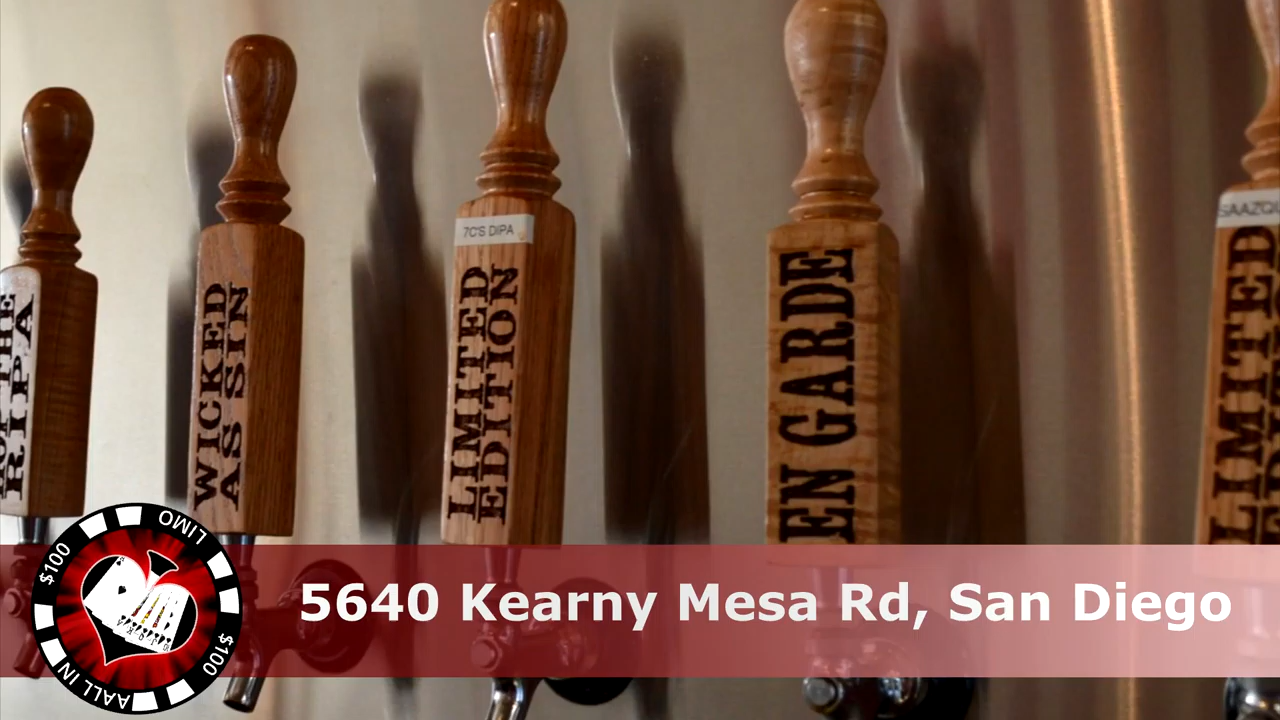 RIPA
WICKED
AS SIN
7C'S DIPA
LIMITED
EDITION
EN GARDE
LIMITED
LIMO
$100
$100
AALL IN
5640 Kearny Mesa Rd, San Diego